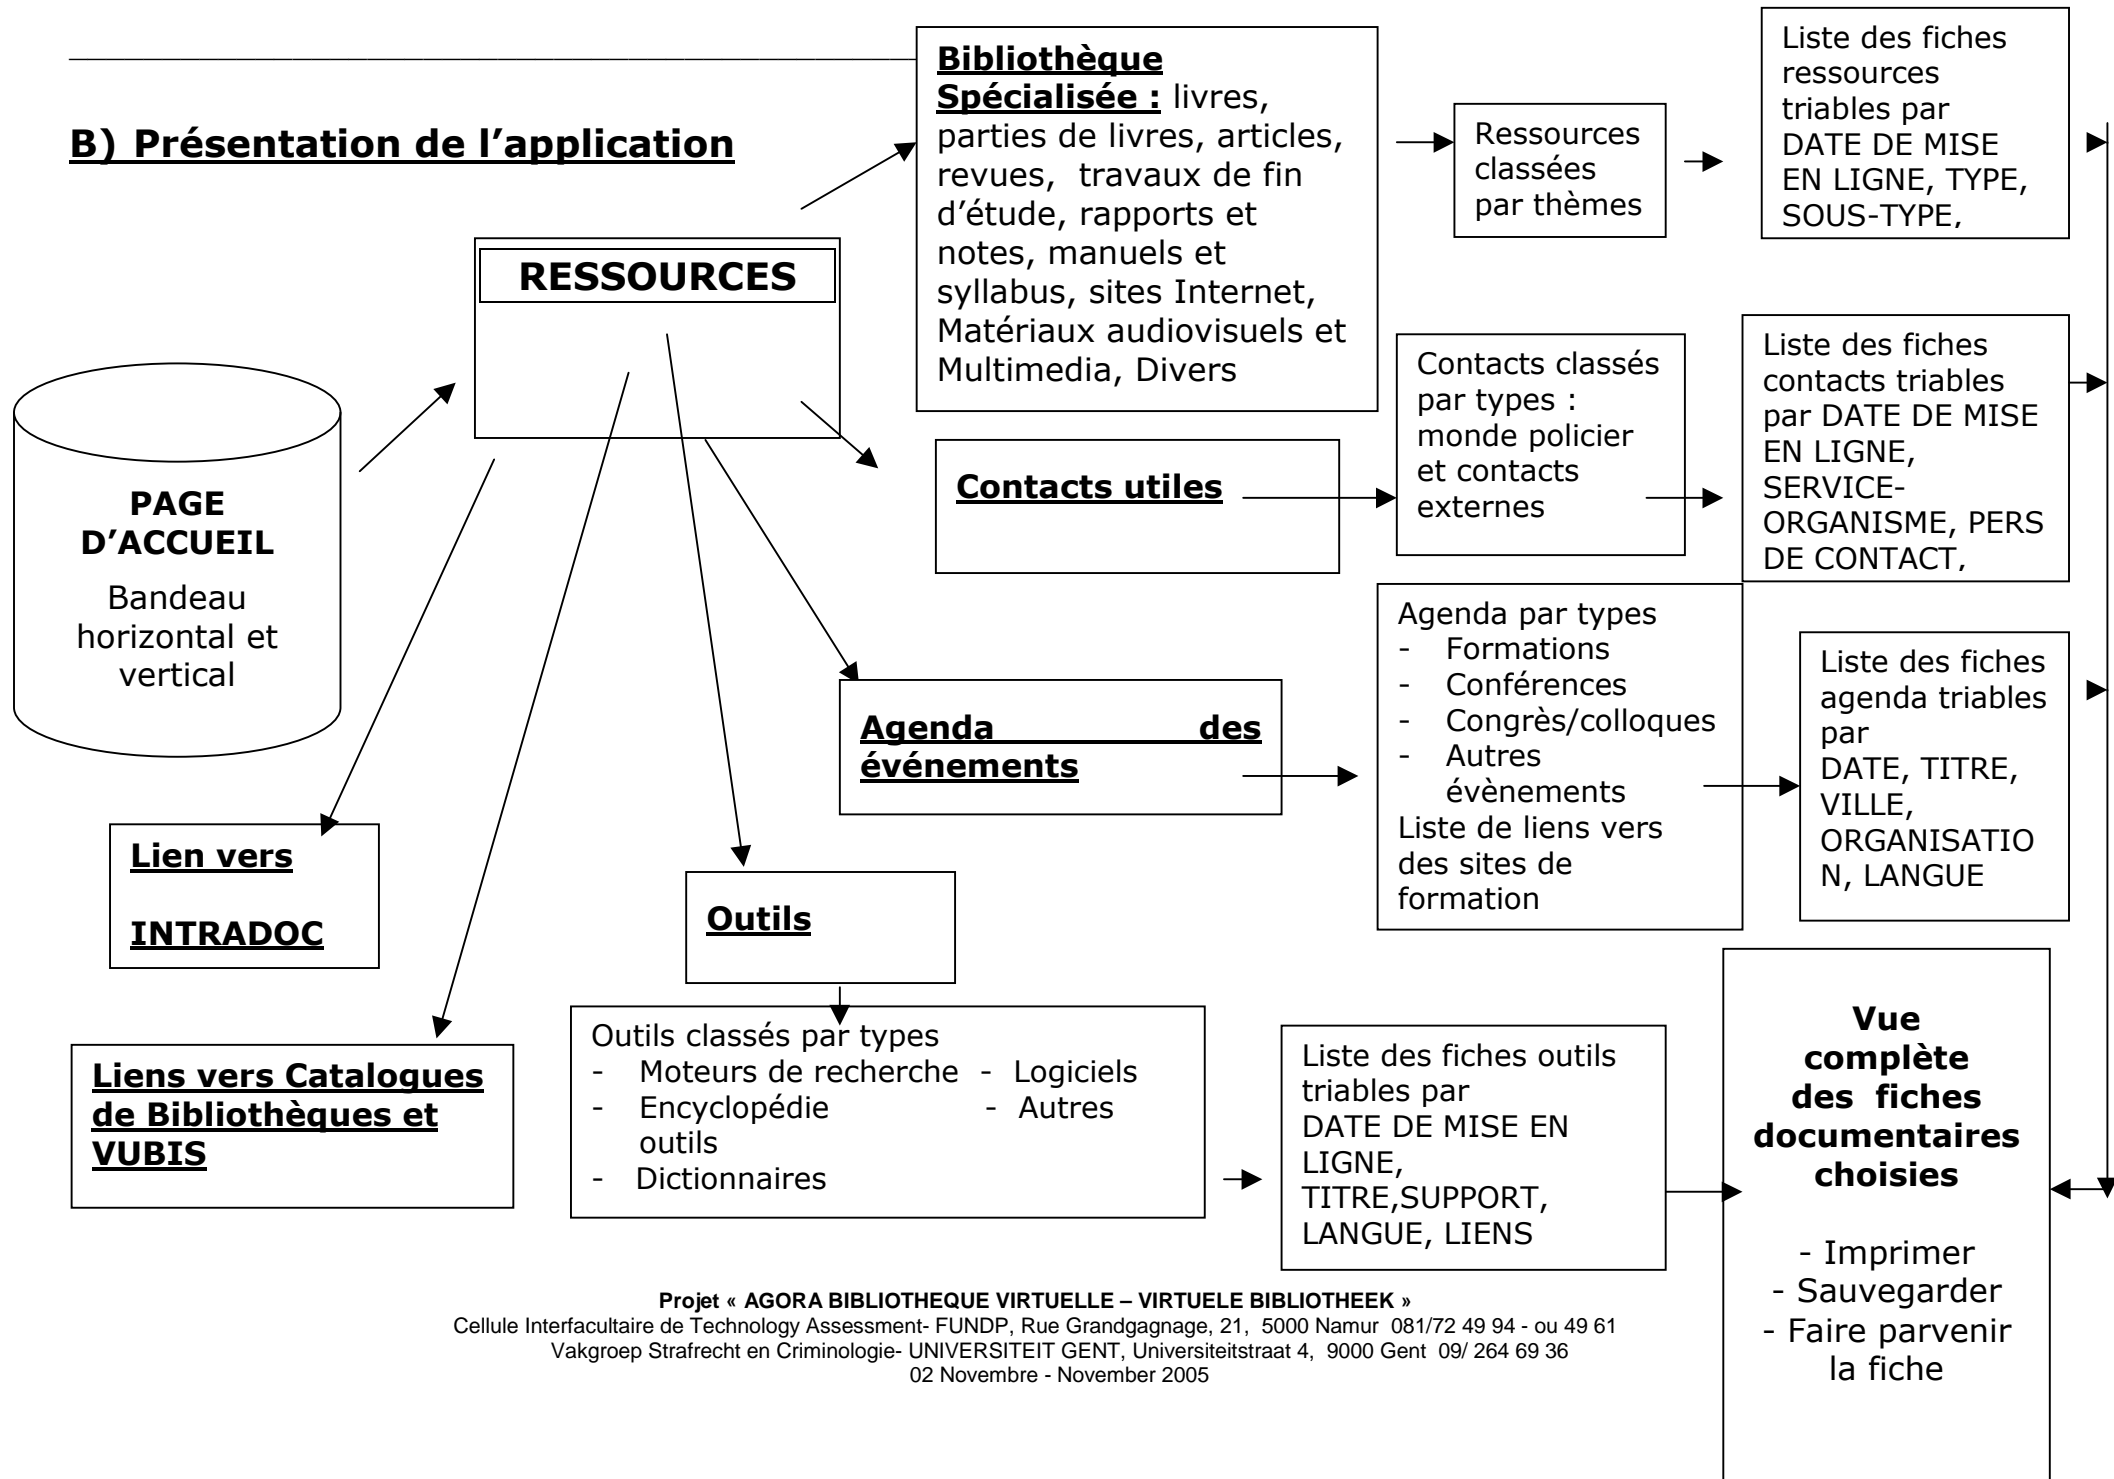 B) Présentation de l’application
Bibliothèque
Spécialisée : livres,
parties de livres, articles,
revues, travaux de fin
d’étude, rapports et
notes, manuels et
syllabus, sites Internet,
Matériaux audiovisuels et
Multimedia, Divers
Ressources
classées
par thèmes
Liste des fiches
ressources
triables par
DATE DE MISE
EN LIGNE, TYPE,
SOUS-TYPE,
RESSOURCES
PAGE
D’ACCUEIL
Bandeau
horizontal et
vertical
Contacts utiles
Contacts classés
par types :
monde policier
et contacts
externes
Liste des fiches
contacts triables
par DATE DE MISE
EN LIGNE,
SERVICE-
ORGANISME, PERS
DE CONTACT,
Agenda des
événements
Agenda par types
- Formations
- Conférences
- Congrès/colloques
- Autres
évènements
Liste de liens vers
des sites de
formation
Liste des fiches
agenda triables
par
DATE, TITRE,
VILLE,
ORGANISATIO
N, LANGUE
Lien vers
INTRADOC
Outils
Liens vers Catalogues
de Bibliothèques et
VUBIS
Outils classés par types
- Moteurs de recherche - Logiciels
- Encyclopédie - Autres
outils
- Dictionnaires
Liste des fiches outils
triables par
DATE DE MISE EN
LIGNE,
TITRE,SUPPORT,
LANGUE, LIENS
Vue
complète
des fiches
documentaires
choisies
- Imprimer
- Sauvegarder
- Faire parvenir
la fiche
Projet « AGORA BIBLIOTHEQUE VIRTUELLE – VIRTUELE BIBLIOTHEEK »
Cellule Interfacultaire de Technology Assessment- FUNDP, Rue Grandgagnage, 21, 5000 Namur 081/72 49 94 - ou 49 61
Vakgroep Strafrecht en Criminologie- UNIVERSITEIT GENT, Universiteitstraat 4, 9000 Gent 09/ 264 69 36
02 Novembre - November 2005